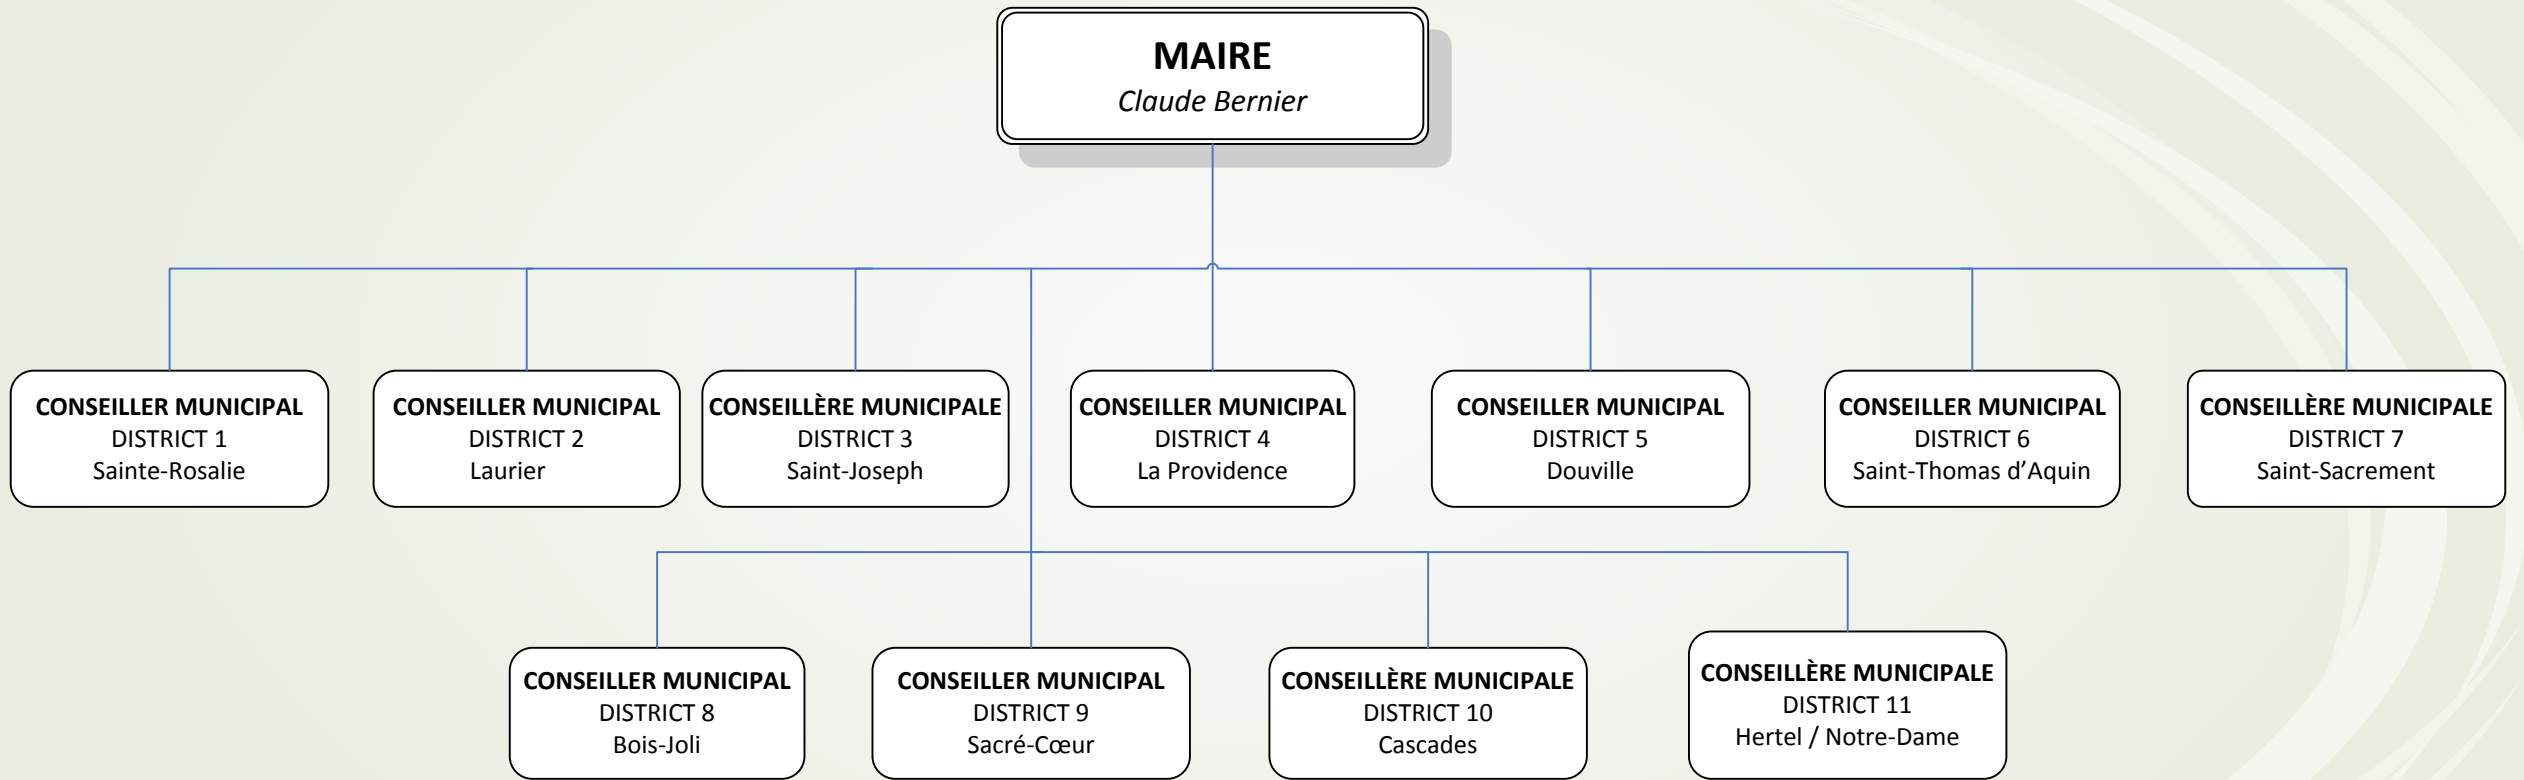 MAIRE
Claude Bernier
CONSEILLER MUNICIPAL
DISTRICT 1
Sainte-Rosalie
CONSEILLER MUNICIPAL
DISTRICT 2
Laurier
CONSEILLÈRE MUNICIPALE
DISTRICT 3
Saint-Joseph
CONSEILLER MUNICIPAL
DISTRICT 4
La Providence
CONSEILLER MUNICIPAL
DISTRICT 5
Douville
CONSEILLER MUNICIPAL
DISTRICT 6
Saint-Thomas d’Aquin
CONSEILLÈRE MUNICIPALE
DISTRICT 7
Saint-Sacrement
CONSEILLER MUNICIPAL
DISTRICT 8
Bois-Joli
CONSEILLER MUNICIPAL
DISTRICT 9
Sacré-Cœur
CONSEILLÈRE MUNICIPALE
DISTRICT 10
Cascades
CONSEILLÈRE MUNICIPALE
DISTRICT 11
Hertel / Notre-Dame